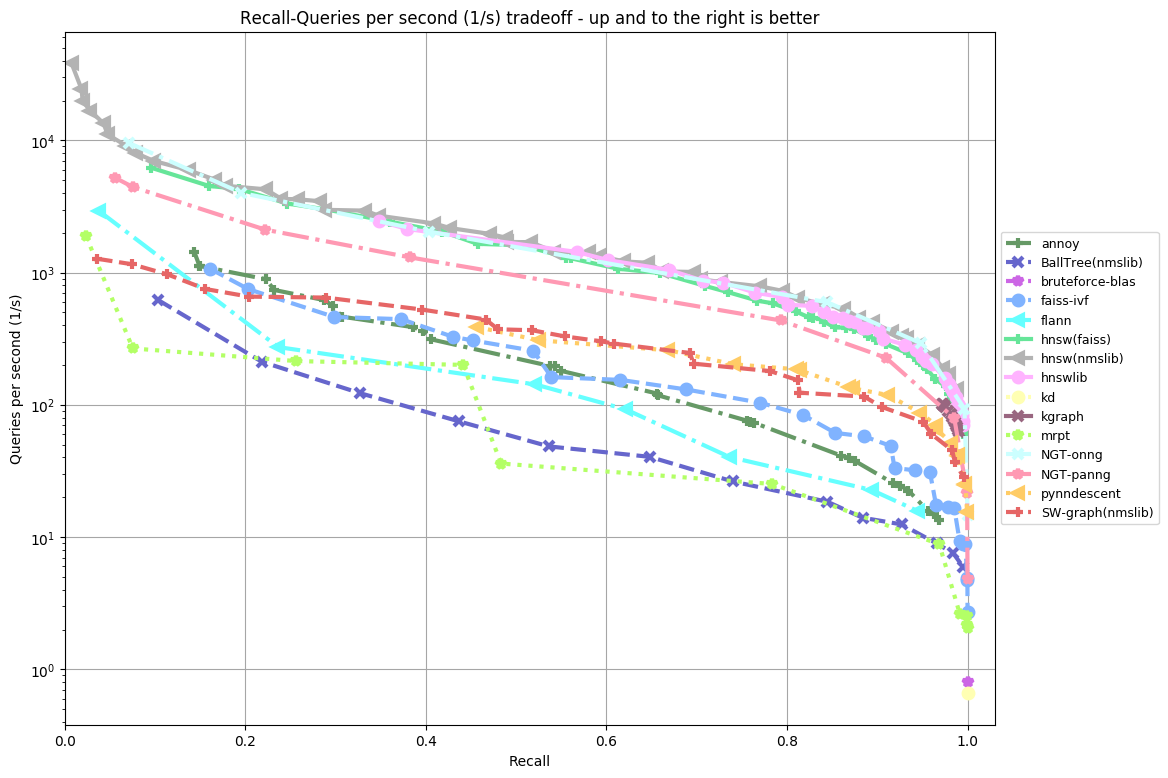 Recall-Queries per second (1/s) tradeoff - up and to the right is better
Queries per second (1/s)
10^4
10^3
10^2
10^1
10^0
0.0
0.2
0.4
0.6
0.8
1.0
Recall
annoy
BallTree(nmslib)
bruteforce-blas
faiss-ivf
flann
hnsw(faiss)
hnsw(nmslib)
hnswlib
kd
kgraph
mrpt
NGT-onng
NGT-panng
pynndescent
SW-graph(nmslib)